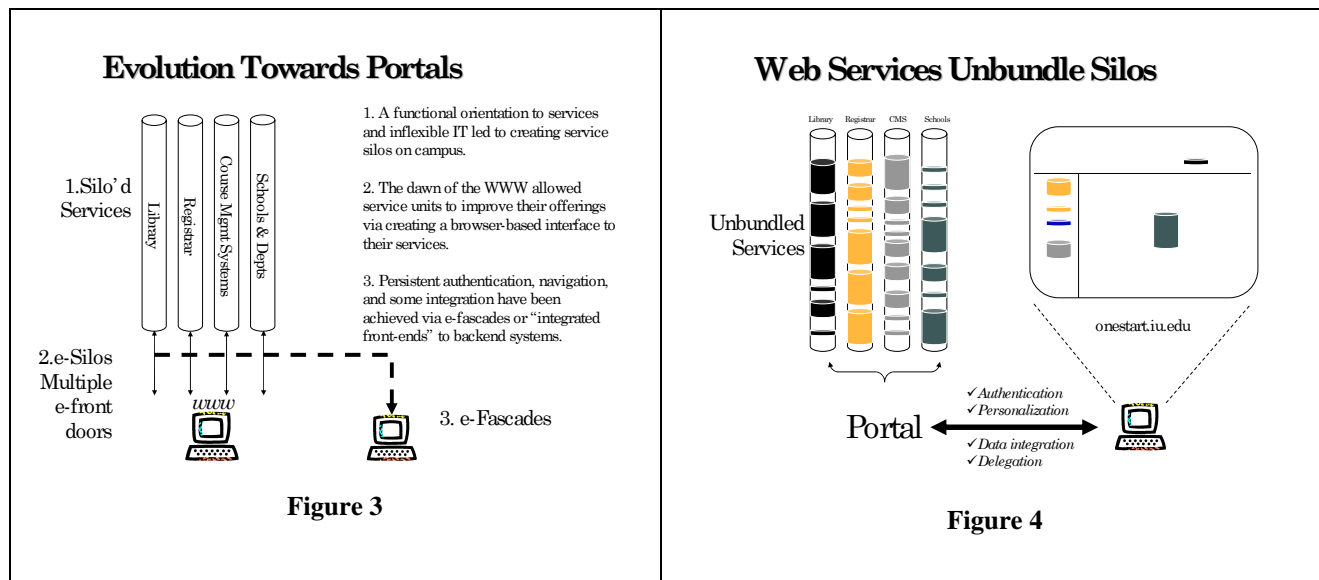 Evolution Towards Portals
1. A functional orientation to services
and inflexible IT led to creating service
silos on campus.
2. The dawn of the WWW allowed
service units to improve their offerings
via creating a browser-based interface to
their services.
3. Persistent authentication, navigation,
and some integration have been
achieved via e-fascades or “integrated
front-ends” to backend systems.
1.Silo’d
Services
Library
Registrar
Course Mgmt Systems
Schools & Depts
2.e-Silos
Multiple
e-front
doors
www
3. e-Fascades
Figure 3
Web Services Unbundle Silos
Library
Registrar
CMS
Schools
Unbundled
Services
onestart.iu.edu
Portal
✓Authentication
✓Personalization
✓Data integration
✓Delegation
Figure 4